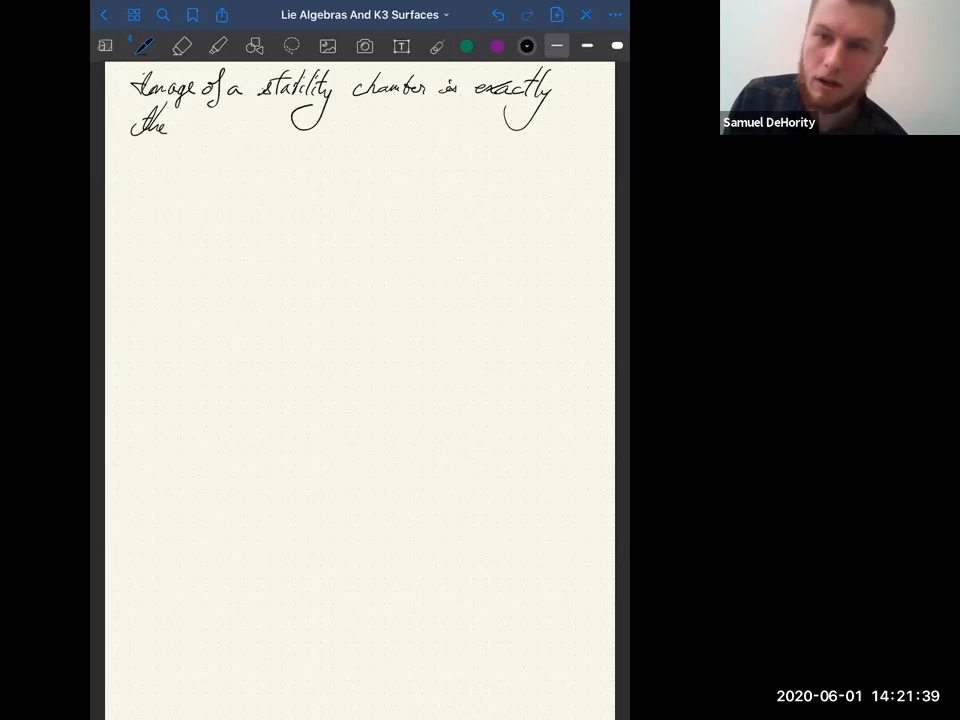 Lie Algebras And K3 Surfaces
T
Image of a stability chamber is exactly
the
Samuel DeHority
2020-06-01 14:21:39